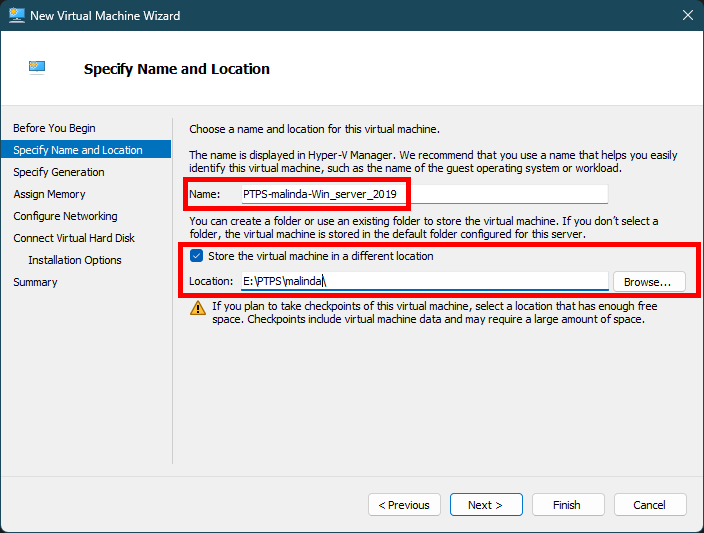 New Virtual Machine Wizard
Specify Name and Location
Before You Begin
Specify Name and Location
Specify Generation
Assign Memory
Configure Networking
Connect Virtual Hard Disk
Installation Options
Summary
Choose a name and location for this virtual machine.
The name is displayed in Hyper-V Manager. We recommend that you use a name that helps you easily
identify this virtual machine, such as the name of the guest operating system or workload.
Name: PTPS-malinda-Win_server_2019
You can create a folder or use an existing folder to store the virtual machine. If you don't select a
folder, the virtual machine is stored in the default folder configured for this server.
Store the virtual machine in a different location
Location: E:\PTPS\malinda\ Browse...
If you plan to take checkpoints of this virtual machine, select a location that has enough free
space. Checkpoints include virtual machine data and may require a large amount of space.
< Previous Next > Finish Cancel